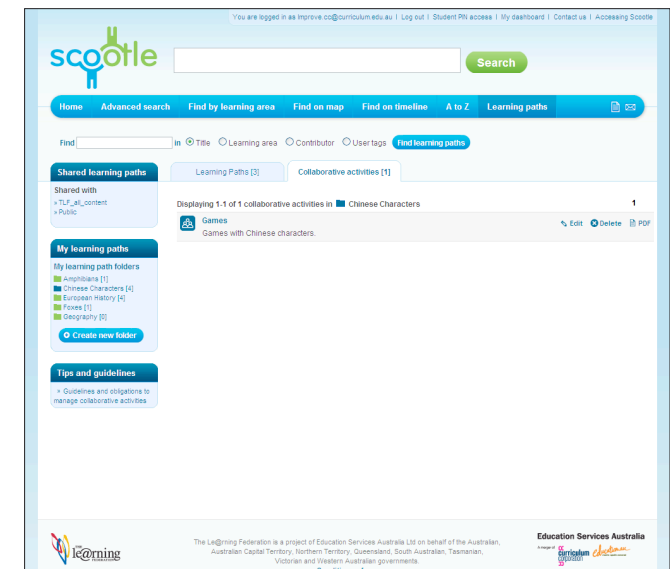 You are logged in as improve.co@curriculum.edu.au | Log out | Student PIN access | My dashboard | Contact us | Accessing Scootle
scootle
Search
Home Advanced search Find by learning area Find on map Find on timeline A to Z Learning paths
Find in Title Learning area Contributor User tags Find learning paths
Shared learning paths
Shared with
» TLF_all_content
» Public
Learning Paths [3] Collaborative activities [1]
Displaying 1-1 of 1 collaborative activities in Chinese Characters 1
Games Edit Delete PDF
Games with Chinese characters.
My learning paths
My learning path folders
Amphibians [1]
Chinese Characters [4]
European History [4]
Foxes [1]
Geography [0]
Create new folder
Tips and guidelines
» Guidelines and obligations to
manage collaborative activities
le@rning
The Le@rning Federation is a project of Education Services Australia Ltd on behalf of the Australian,
Australian Capital Territory, Northern Territory, Queensland, South Australian, Tasmanian,
Victorian and Western Australian governments.
Education Services Australia
curriculum
corporation